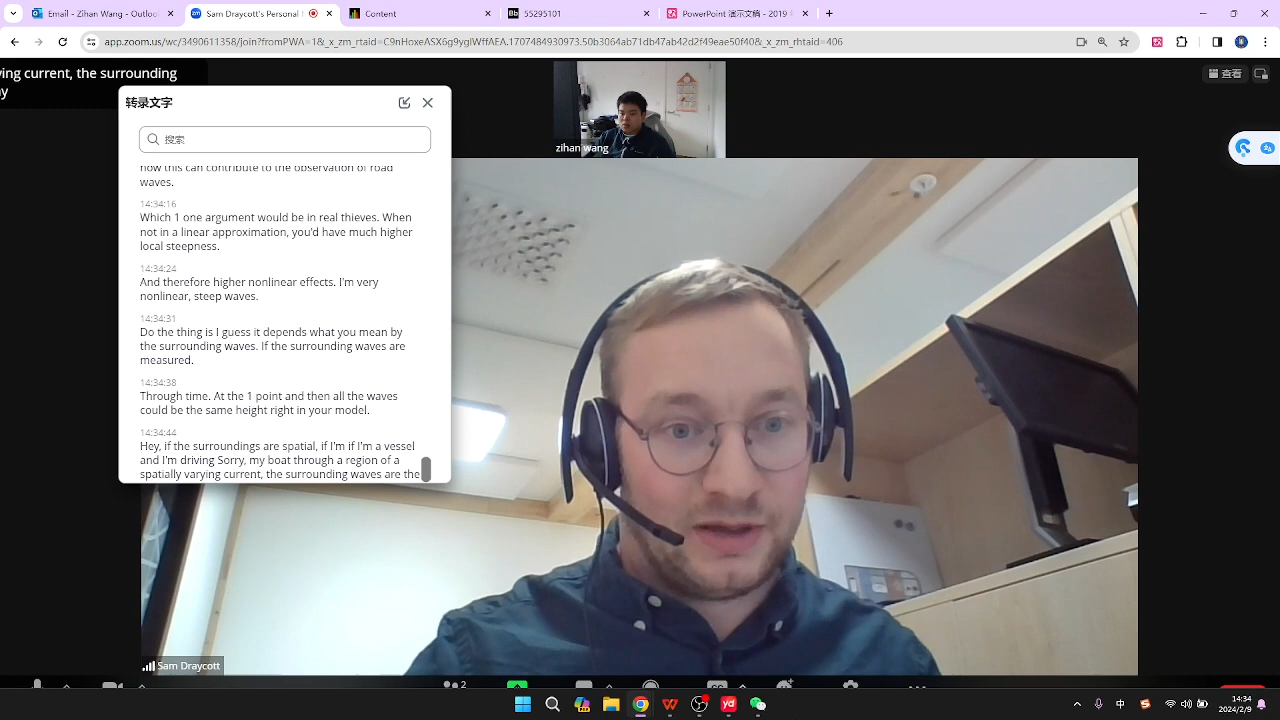 Email - Zihan Wang - Outloo
Sam Draycott's Personal
Content
Bb 55295101
PowerPoint 演示文稿 - 2019-
app.zoom.us/wc/3490611358/join?fromPWA=1&_x_zm_rtaid=C9nHoxeASX6g9yglWffAEA.1707484930973.50b3064ab71db47ab42d2f49eae50f40&_x_zm_rhtaid=406
ying current, the surrounding
ay
查看
zihan wang
转录文字
搜索
how this can contribute to the observation of road
waves.
14:34:16
Which 1 one argument would be in real thieves. When
not in a linear approximation, you'd have much higher
local steepness.
14:34:24
And therefore higher nonlinear effects. I'm very
nonlinear, steep waves.
14:34:31
Do the thing is I guess it depends what you mean by
the surrounding waves. If the surrounding waves are
measured.
14:34:38
Through time. At the 1 point and then all the waves
could be the same height right in your model.
14:34:44
Hey, if the surroundings are spatial, if I'm if I'm a vessel
and I'm driving Sorry, my boat through a region of a
spatially varying current, the surrounding waves are the
Sam Draycott
2
yd
中
14:34
2024/2/9